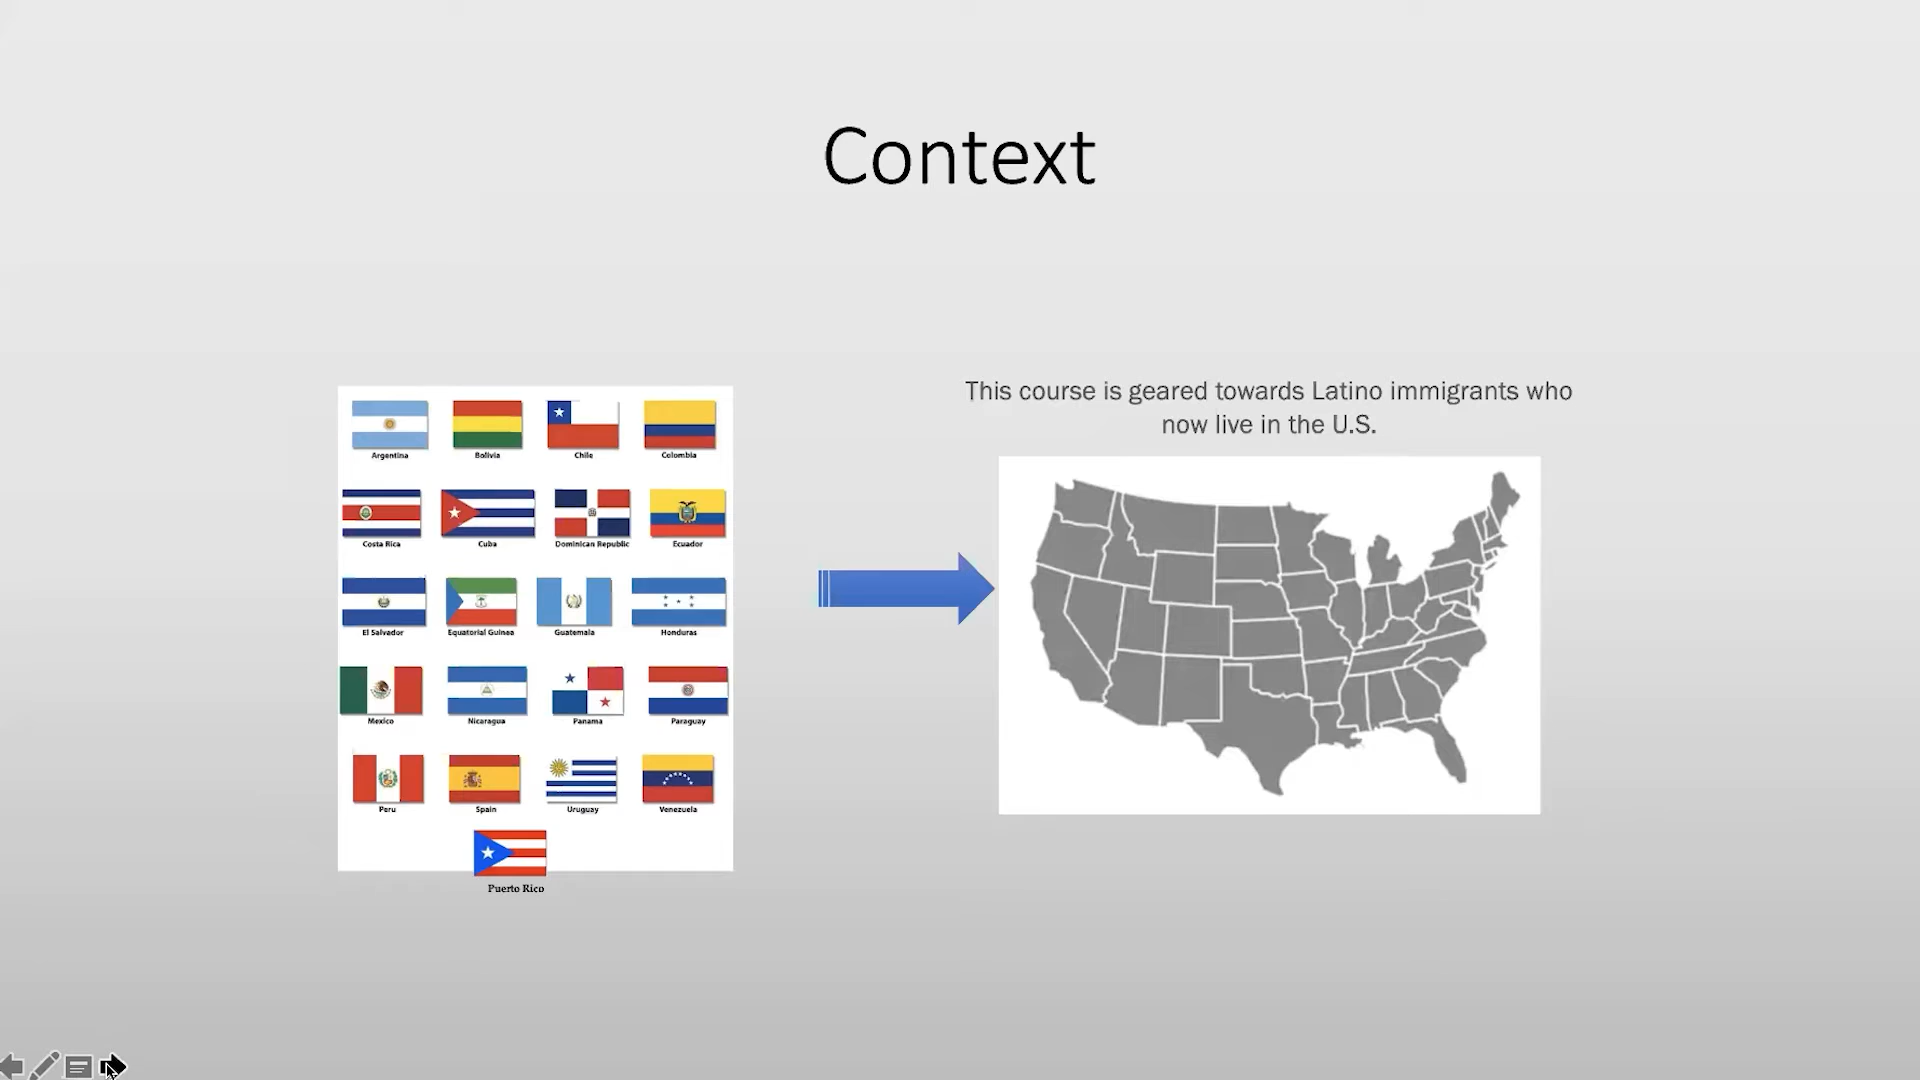 Context
This course is geared towards Latino immigrants who
now live in the U.S.
Argentina
Bolivia
Chile
Colombia
Costa Rica
Cuba
Dominican Republic
Ecuador
El Salvador
Equatorial Guinea
Guatemala
Honduras
Mexico
Nicaragua
Panama
Paraguay
Peru
Spain
Uruguay
Venezuela
Puerto Rico